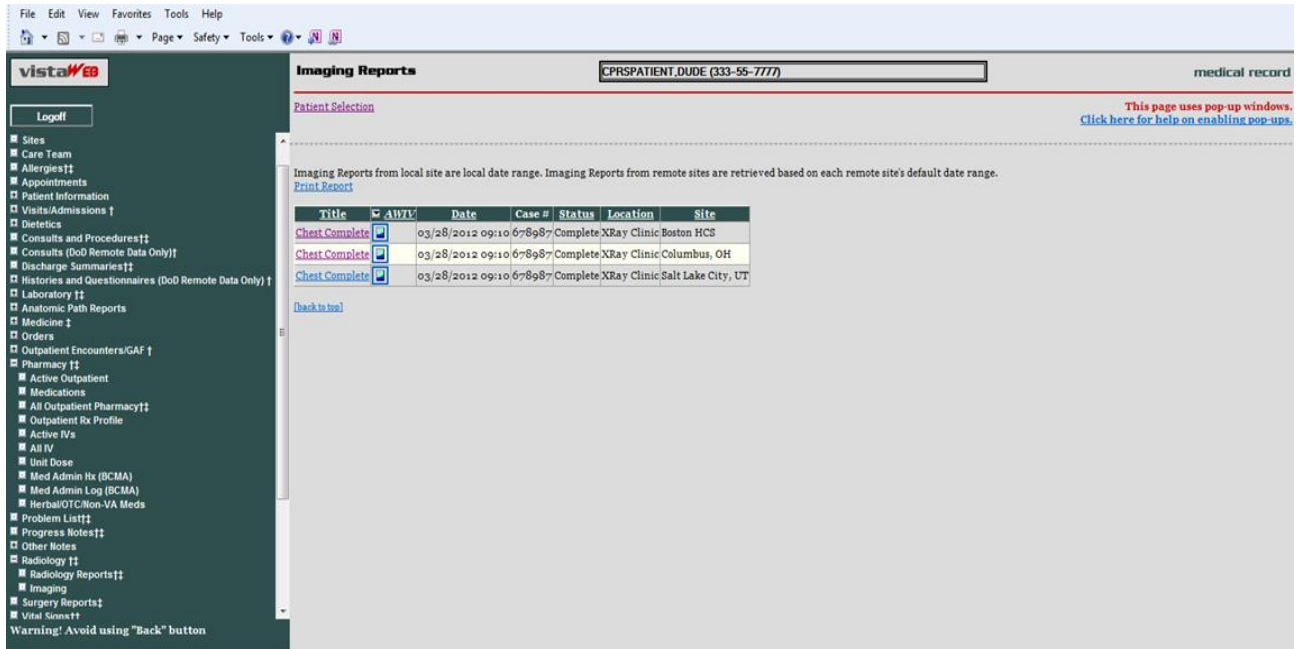 File Edit View Favorites Tools Help
Page Safety Tools
vistaWEB
Logoff
Sites
Care Team
Allergies†‡
Appointments
Patient Information
Visits/Admissions †
Dietetics
Consults and Procedures†‡
Consults (DoD Remote Data Only)†
Discharge Summaries†‡
Histories and Questionnaires (DoD Remote Data Only) †
Laboratory †‡
Anatomic Path Reports
Medicine ‡
Orders
Outpatient Encounters/GAF †
Pharmacy †‡
Active Outpatient
Medications
All Outpatient Pharmacy†‡
Outpatient Rx Profile
Active IVs
All IV
Unit Dose
Med Admin Hx (BCMA)
Med Admin Log (BCMA)
Herbal/OTC/Non-VA Meds
Problem List†‡
Progress Notes†‡
Other Notes
Radiology †‡
Radiology Reports†‡
Imaging
Surgery Reports‡
Vital Signs††
Warning! Avoid using "Back" button
Imaging Reports CPRSPATIENT,DUDE (333-55-7777) medical record
Patient Selection This page uses pop-up windows.
Click here for help on enabling pop-ups.
Imaging Reports from local site are local date range. Imaging Reports from remote sites are retrieved based on each remote site's default date range.
Print Report
Title AWIV Date Case # Status Location Site
Chest Complete 03/28/2012 09:10 678987 Complete XRay Clinic Boston HCS
Chest Complete 03/28/2012 09:10 678987 Complete XRay Clinic Columbus, OH
Chest Complete 03/28/2012 09:10 678987 Complete XRay Clinic Salt Lake City, UT
[back to top]